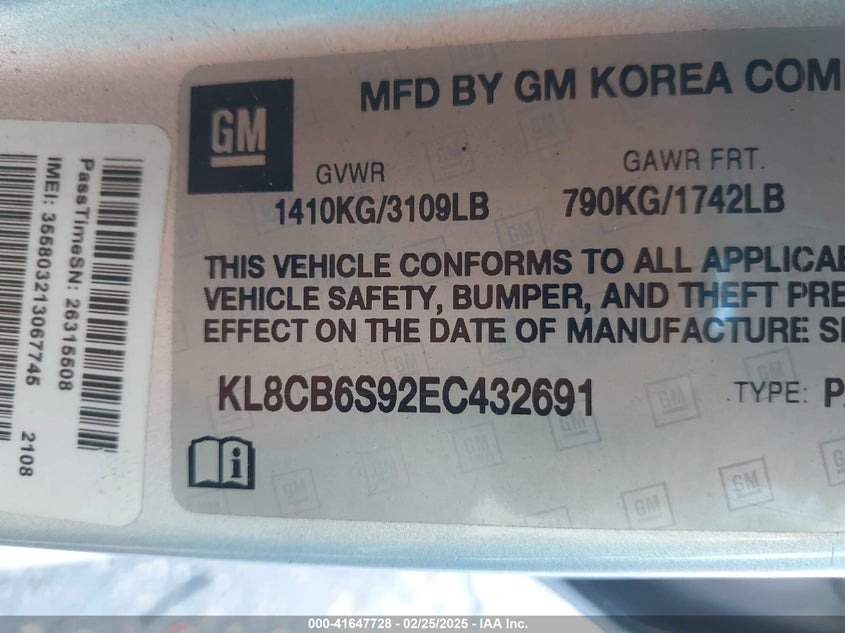 MFD BY GM KOREA COM
GM
GVWR
GAWR FRT.
1410KG/3109LB
790KG/1742LB
THIS VEHICLE CONFORMS TO ALL APPLICAB
VEHICLE SAFETY, BUMPER, AND THEFT PRE
EFFECT ON THE DATE OF MANUFACTURE S
KL8CB6S92EC432691
TYPE: PA
PassTimeSN: 26315508
IMEI: 355803213067745
2108
000-41647728 - 02/25/2025 - IAA Inc.